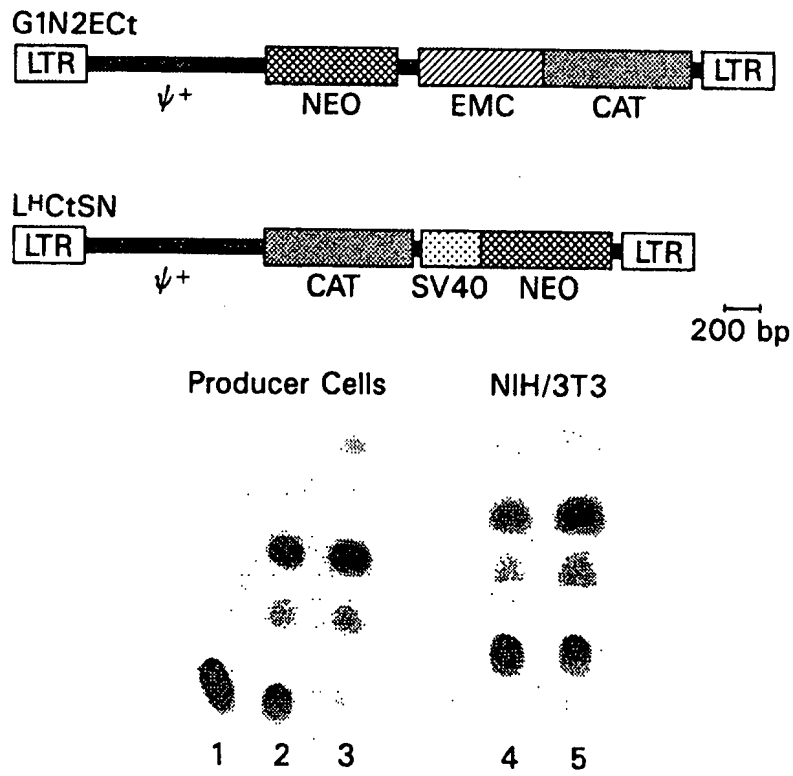 G1N2ECt
LTR LTR
ψ+ NEO EMC CAT
LHCtSN
LTR LTR
ψ+ CAT SV40 NEO
200 bp
Producer Cells NIH/3T3
1 2 3 4 5